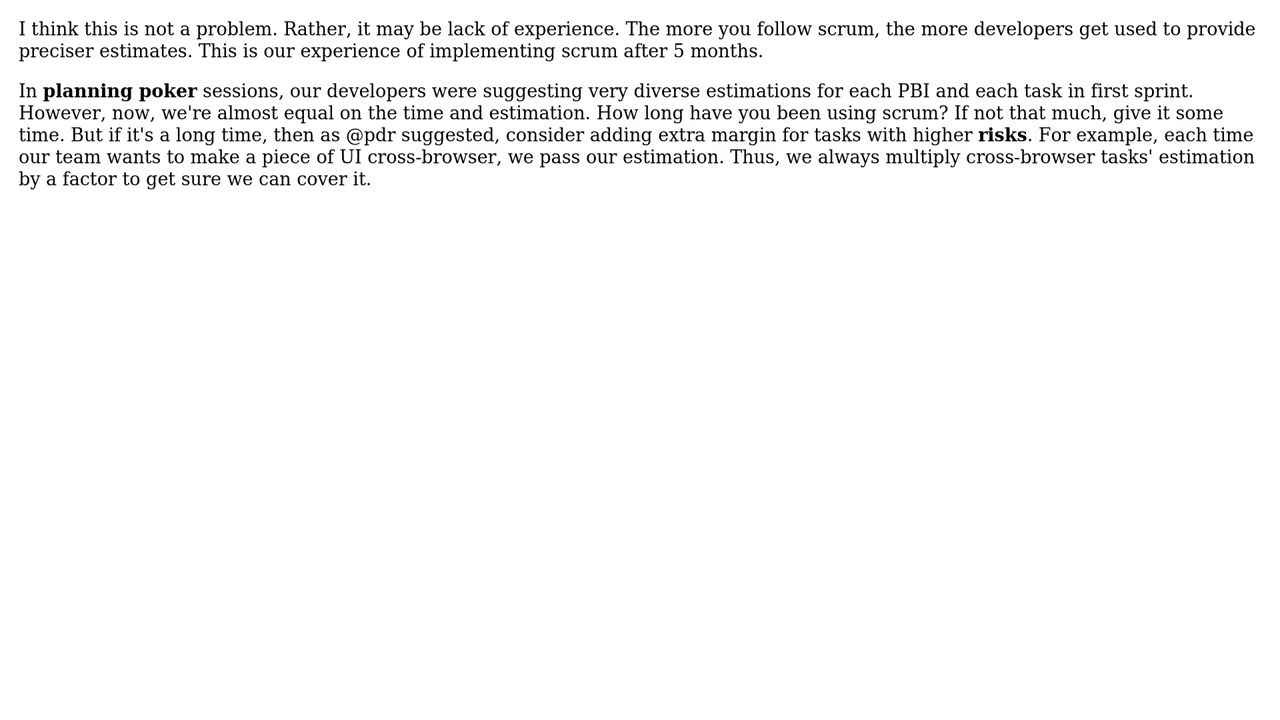 I think this is not a problem. Rather, it may be lack of experience. The more you follow scrum, the more developers get used to provide
preciser estimates. This is our experience of implementing scrum after 5 months.
In planning poker sessions, our developers were suggesting very diverse estimations for each PBI and each task in first sprint.
However, now, we're almost equal on the time and estimation. How long have you been using scrum? If not that much, give it some
time. But if it's a long time, then as @pdr suggested, consider adding extra margin for tasks with higher risks. For example, each time
our team wants to make a piece of UI cross-browser, we pass our estimation. Thus, we always multiply cross-browser tasks' estimation
by a factor to get sure we can cover it.